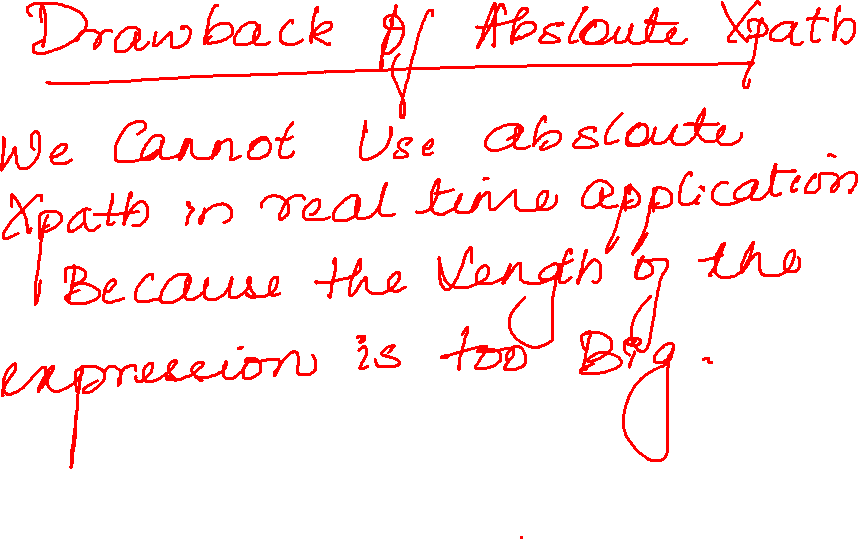 Drawback of Absloute Xpath
We Cannot Use absloute
Xpath in real time application
Because the Length of the
expression is too Big.